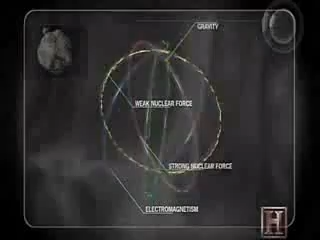 GRAVITY
WEAK NUCLEAR FORCE
STRONG NUCLEAR FORCE
ELECTROMAGNETISM
H